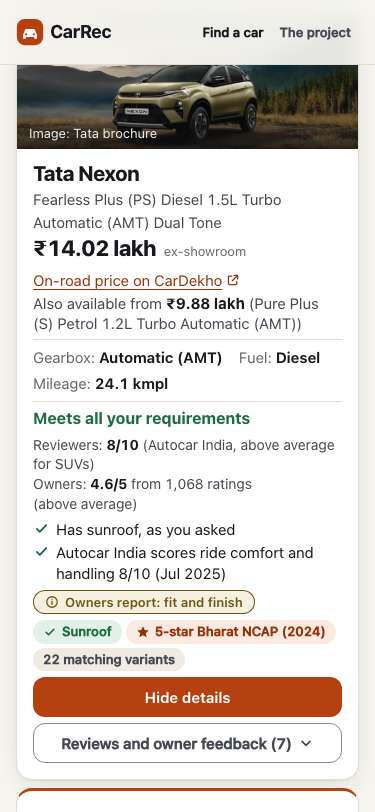 CarRec
Find a car
The project
Image: Tata brochure
Tata Nexon
Fearless Plus (PS) Diesel 1.5L Turbo
Automatic (AMT) Dual Tone
₹14.02 lakh ex-showroom
On-road price on CarDekho
Also available from ₹9.88 lakh (Pure Plus
(S) Petrol 1.2L Turbo Automatic (AMT))
Gearbox: Automatic (AMT) Fuel: Diesel
Mileage: 24.1 kmpl
Meets all your requirements
Reviewers: 8/10 (Autocar India, above average
for SUVs)
Owners: 4.6/5 from 1,068 ratings
(above average)
Has sunroof, as you asked
Autocar India scores ride comfort and
handling 8/10 (Jul 2025)
Owners report: fit and finish
Sunroof
5-star Bharat NCAP (2024)
22 matching variants
Hide details
Reviews and owner feedback (7)